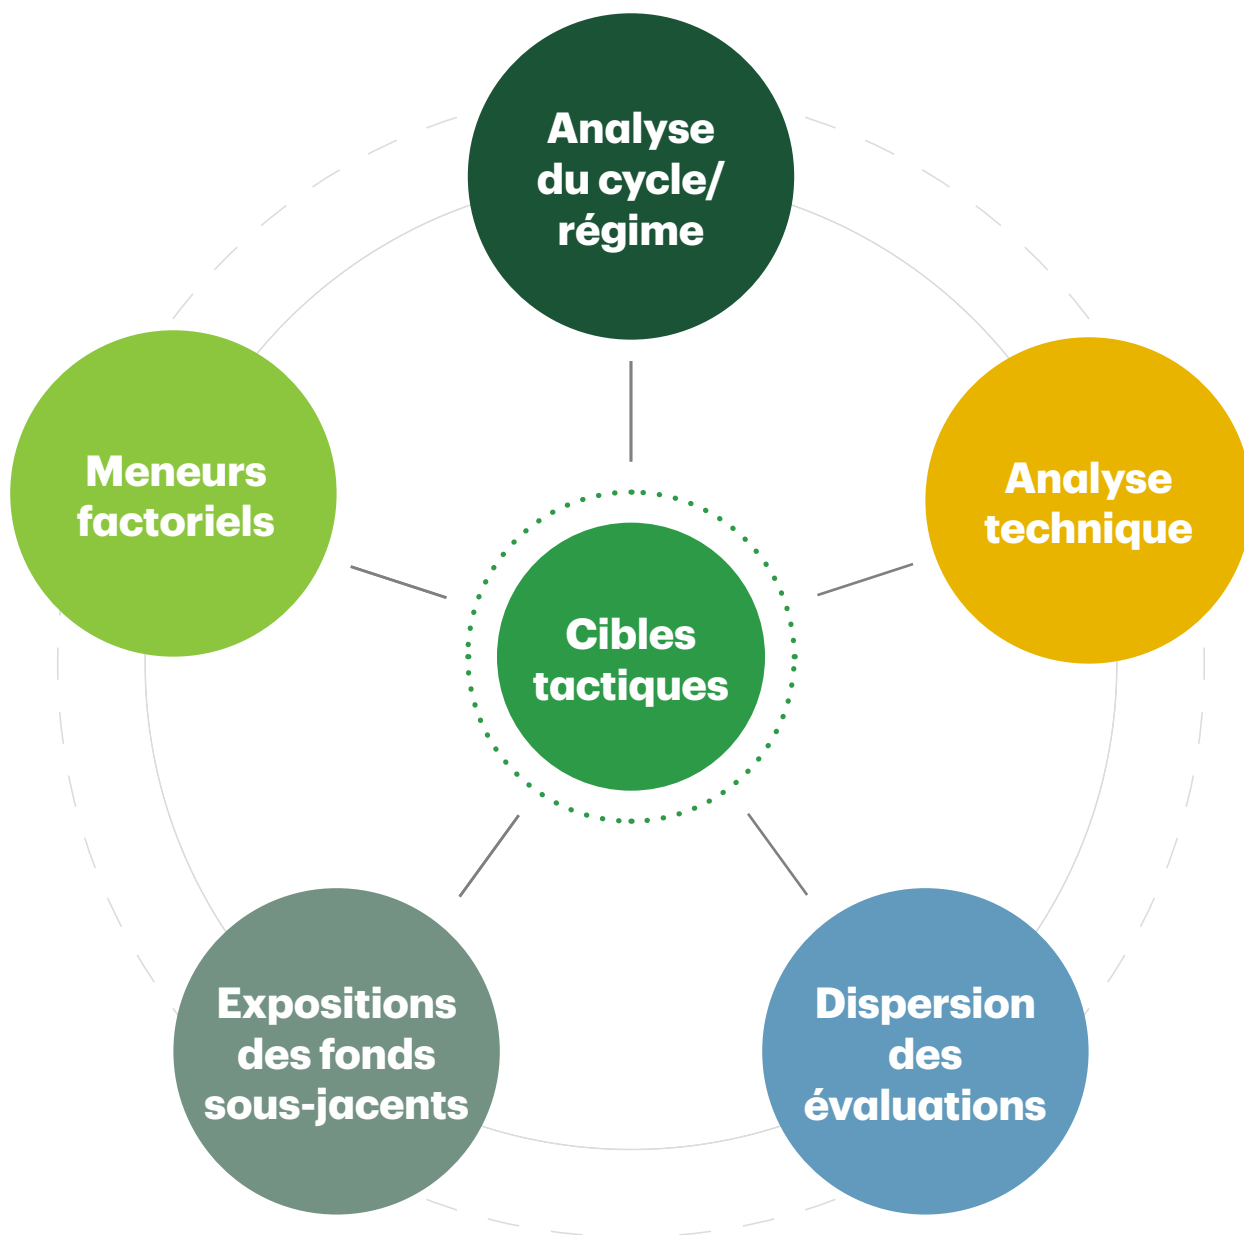 Analyse
du cycle/
régime
Meneurs
factoriels
Analyse
technique
Cibles
tactiques
Expositions
des fonds
sous-jacents
Dispersion
des
évaluations